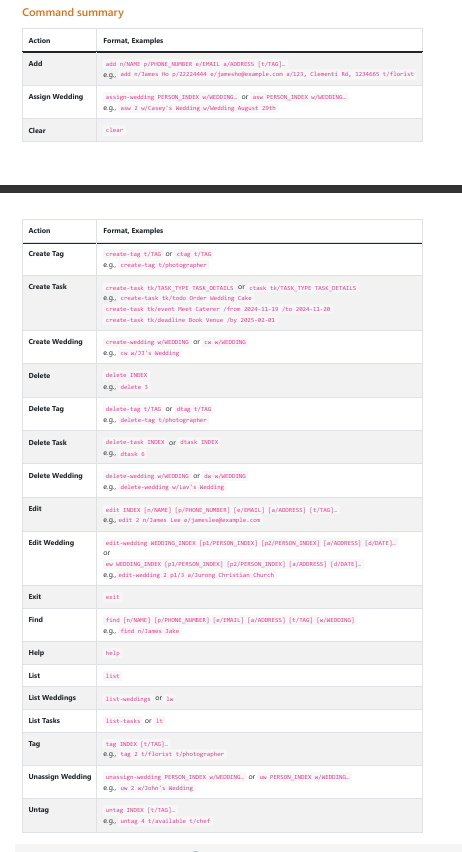 Command summary
Action Format, Examples
Add add n/NAME p/PHONE_NUMBER e/EMAIL a/ADDRESS [t/TAG]…
e.g., add n/James Ho p/22224444 e/jamesho@example.com a/123, Clementi Rd, 1234665 t/florist
Assign Wedding assign-wedding PERSON_INDEX w/WEDDING… or asw PERSON_INDEX w/WEDDING…
e.g., asw 2 w/Casey's Wedding w/Wedding August 29th
Clear clear
Action Format, Examples
Create Tag create-tag t/TAG or ctag t/TAG
e.g., create-tag t/photographer
Create Task create-task tk/TASK_TYPE TASK_DETAILS or ctask tk/TASK_TYPE TASK_DETAILS
e.g., create-task tk/todo Order Wedding Cake
create-task tk/event Meet Caterer /from 2024-11-19 /to 2024-11-20
create-task tk/deadline Book Venue /by 2025-02-01
Create Wedding create-wedding w/WEDDING or cw w/WEDDING
e.g., cw w/JJ's Wedding
Delete delete INDEX
e.g., delete 3
Delete Tag delete-tag t/TAG or dtag t/TAG
e.g., delete-tag t/photographer
Delete Task delete-task INDEX or dtask INDEX
e.g., dtask 6
Delete Wedding delete-wedding w/WEDDING or dw w/WEDDING
e.g., delete-wedding w/Lav's Wedding
Edit edit INDEX [n/NAME] [p/PHONE_NUMBER] [e/EMAIL] [a/ADDRESS] [t/TAG]…
e.g., edit 2 n/James Lee e/jameslee@example.com
Edit Wedding edit-wedding WEDDING_INDEX [p1/PERSON_INDEX] [p2/PERSON_INDEX] [a/ADDRESS] [d/DATE]…
or
ew WEDDING_INDEX [p1/PERSON_INDEX] [p2/PERSON_INDEX] [a/ADDRESS] [d/DATE]…
e.g., edit-wedding 2 p1/3 a/Jurong Christian Church
Exit exit
Find find [n/NAME] [p/PHONE_NUMBER] [e/EMAIL] [a/ADDRESS] [t/TAG] [w/WEDDING]
e.g., find n/James Jake
Help help
List list
List Weddings list-weddings or lw
List Tasks list-tasks or lt
Tag tag INDEX [t/TAG]…
e.g., tag 2 t/florist t/photographer
Unassign Wedding unassign-wedding PERSON_INDEX w/WEDDING… or uw PERSON_INDEX w/WEDDING…
e.g., uw 2 w/John's Wedding
Untag untag INDEX [t/TAG]…
e.g., untag 4 t/available t/chef